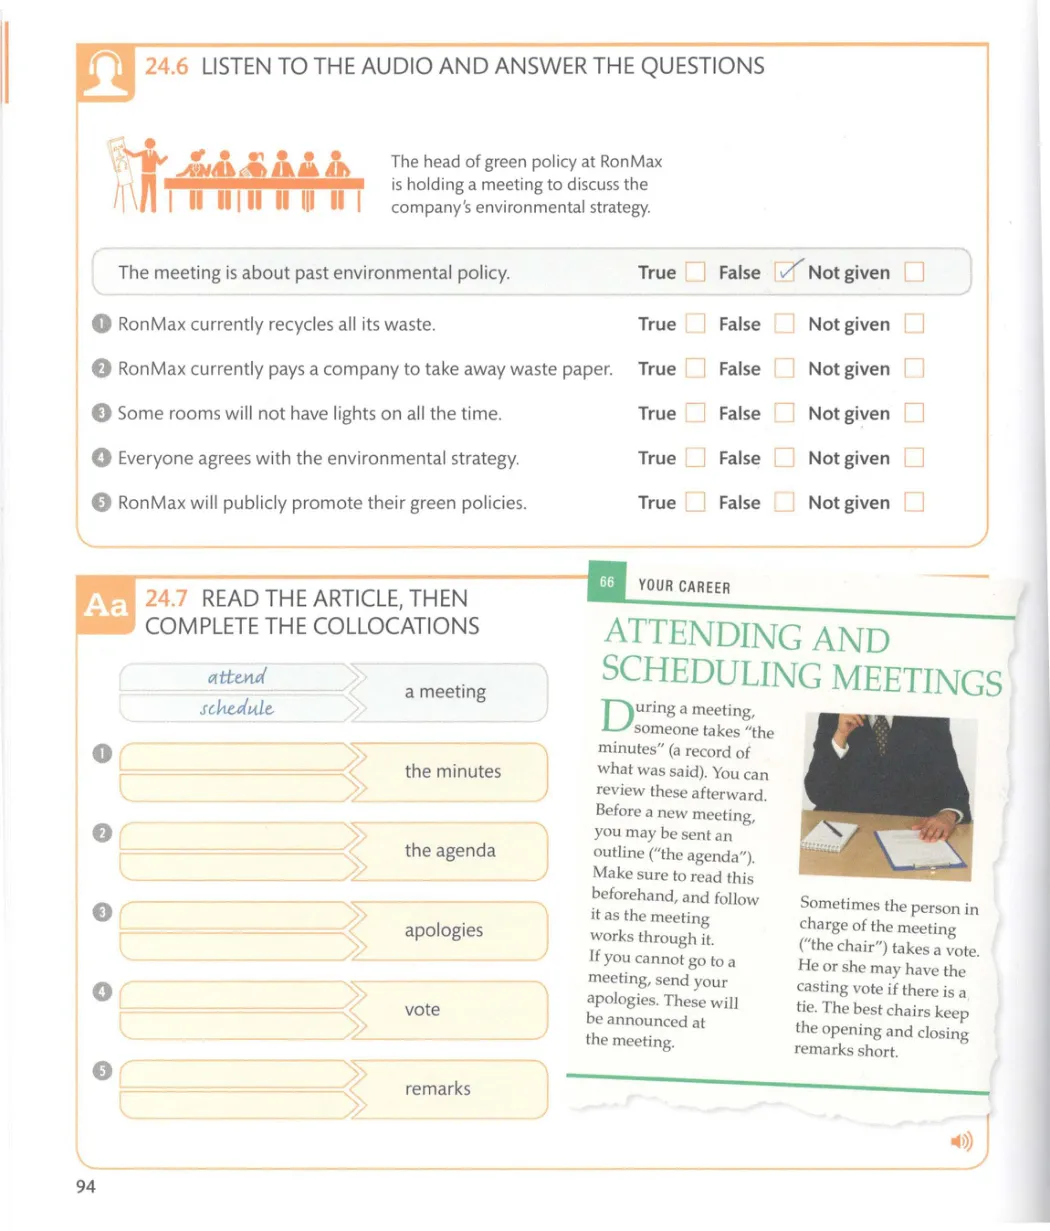 24.6 LISTEN TO THE AUDIO AND ANSWER THE QUESTIONS
The head of green policy at RonMax
is holding a meeting to discuss the
company's environmental strategy.
The meeting is about past environmental policy. True False Not given
1 RonMax currently recycles all its waste. True False Not given
2 RonMax currently pays a company to take away waste paper. True False Not given
3 Some rooms will not have lights on all the time. True False Not given
4 Everyone agrees with the environmental strategy. True False Not given
5 RonMax will publicly promote their green policies. True False Not given
Aa 24.7 READ THE ARTICLE, THEN
COMPLETE THE COLLOCATIONS
attend
schedule
a meeting
1 the minutes
2 the agenda
3 apologies
4 vote
5 remarks
66 YOUR CAREER
ATTENDING AND
SCHEDULING MEETINGS
During a meeting,
someone takes "the
minutes" (a record of
what was said). You can
review these afterward.
Before a new meeting,
you may be sent an
outline ("the agenda").
Make sure to read this
beforehand, and follow
it as the meeting
works through it.
If you cannot go to a
meeting, send your
apologies. These will
be announced at
the meeting.
Sometimes the person in
charge of the meeting
("the chair") takes a vote.
He or she may have the
casting vote if there is a
tie. The best chairs keep
the opening and closing
remarks short.
94